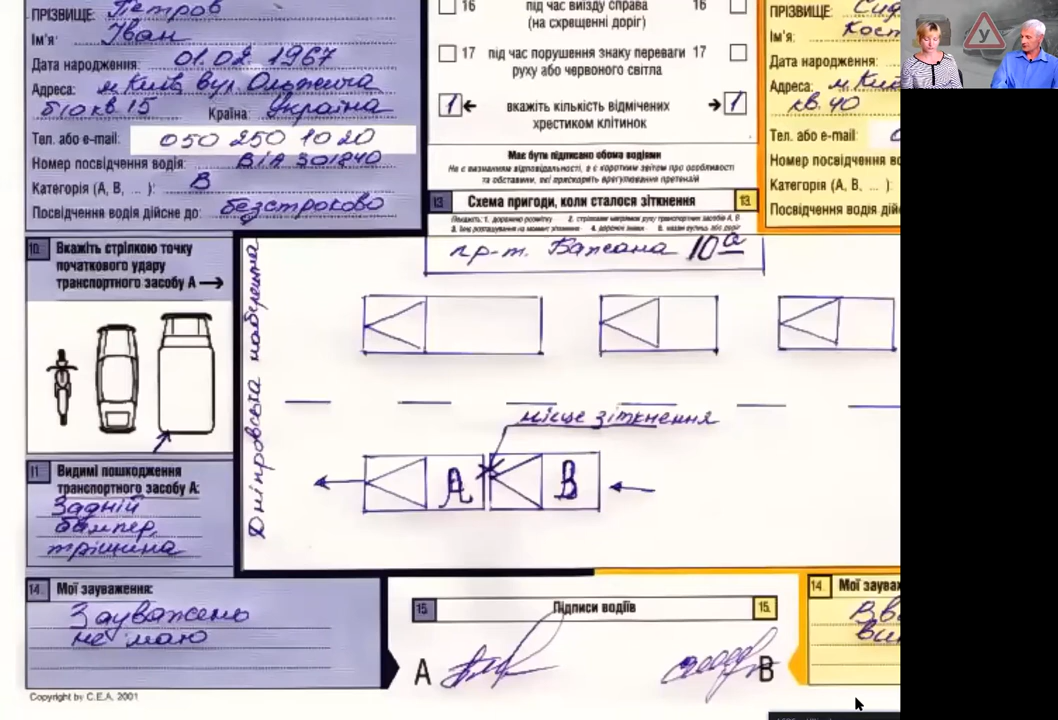 ПРІЗВИЩЕ: Петров
Ім'я: Іван
Дата народження: 01.02.1967
Адреса: м.Київ, вул. Ольжича
біо кв 15 Країна: Україна
Тел. або e-mail: 050 250 10 20
Номер посвідчення водія: ВІА 301840
Категорія (А, В, ... ): В
Посвідчення водія дійсне до: безстроково
16 під час виїзду справа 16
(на схрещенні доріг)
17 під час порушення знаку переваги 17
руху або червоного світла
1 ← вкажіть кількість відмічених → 1
хрестиком клітинок
Має бути підписано обома водіями
Не є визнанням відповідальності, а є коротким звітом про особливості
та обставини, які прискорять врегулювання претензій
13 Схема пригоди, коли сталося зіткнення 13.
ПРІЗВИЩЕ: Сид
Ім'я: Кост
Дата народження:
Адреса: м.Киї
кв. 40
Тел. або e-mail:
Номер посвідчення во
Категорія (А, В, ... )
Посвідчення водія дій
10. Вкажіть стрілкою точку
початкового удару
транспортного засобу А →
пр-т. Бажана 10а
Дніпровська набережна
місце зіткнення
А В
11 Видимі пошкодження
транспортного засобу А:
Задній
бампер,
тріщина
14. Мої зауваження:
Зауважень
не маю
15. Підписи водіїв 15.
А В
14 Мої зауваж
Copyright by C.E.A. 2001
У